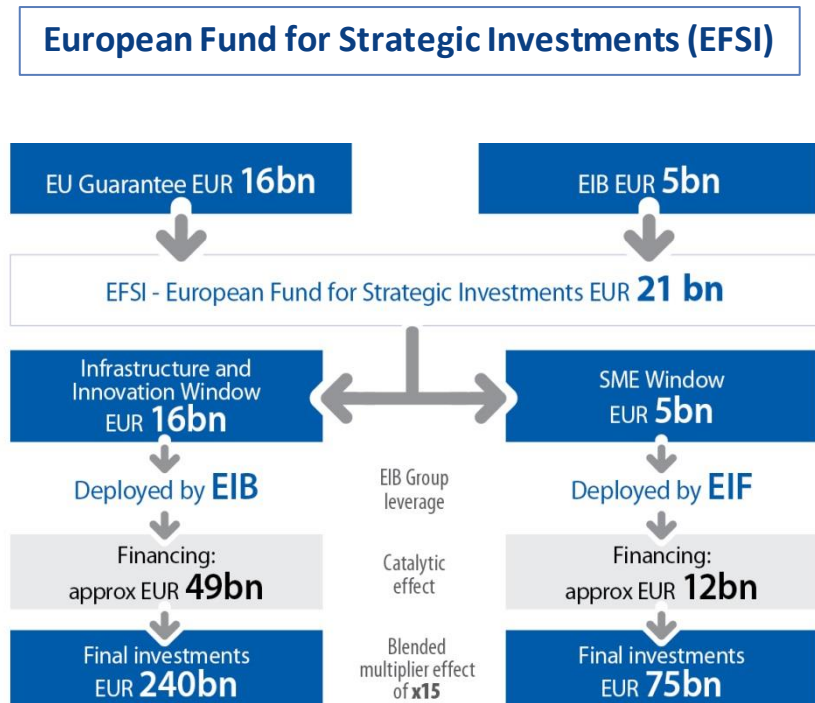 European Fund for Strategic Investments (EFSI)
EU Guarantee EUR 16bn
EIB EUR 5bn
EFSI - European Fund for Strategic Investments EUR 21 bn
Infrastructure and
Innovation Window
EUR 16bn
SME Window
EUR 5bn
Deployed by EIB
EIB Group
leverage
Deployed by EIF
Financing:
approx EUR 49bn
Catalytic
effect
Financing:
approx EUR 12bn
Final investments
EUR 240bn
Blended
multiplier effect
of x15
Final investments
EUR 75bn